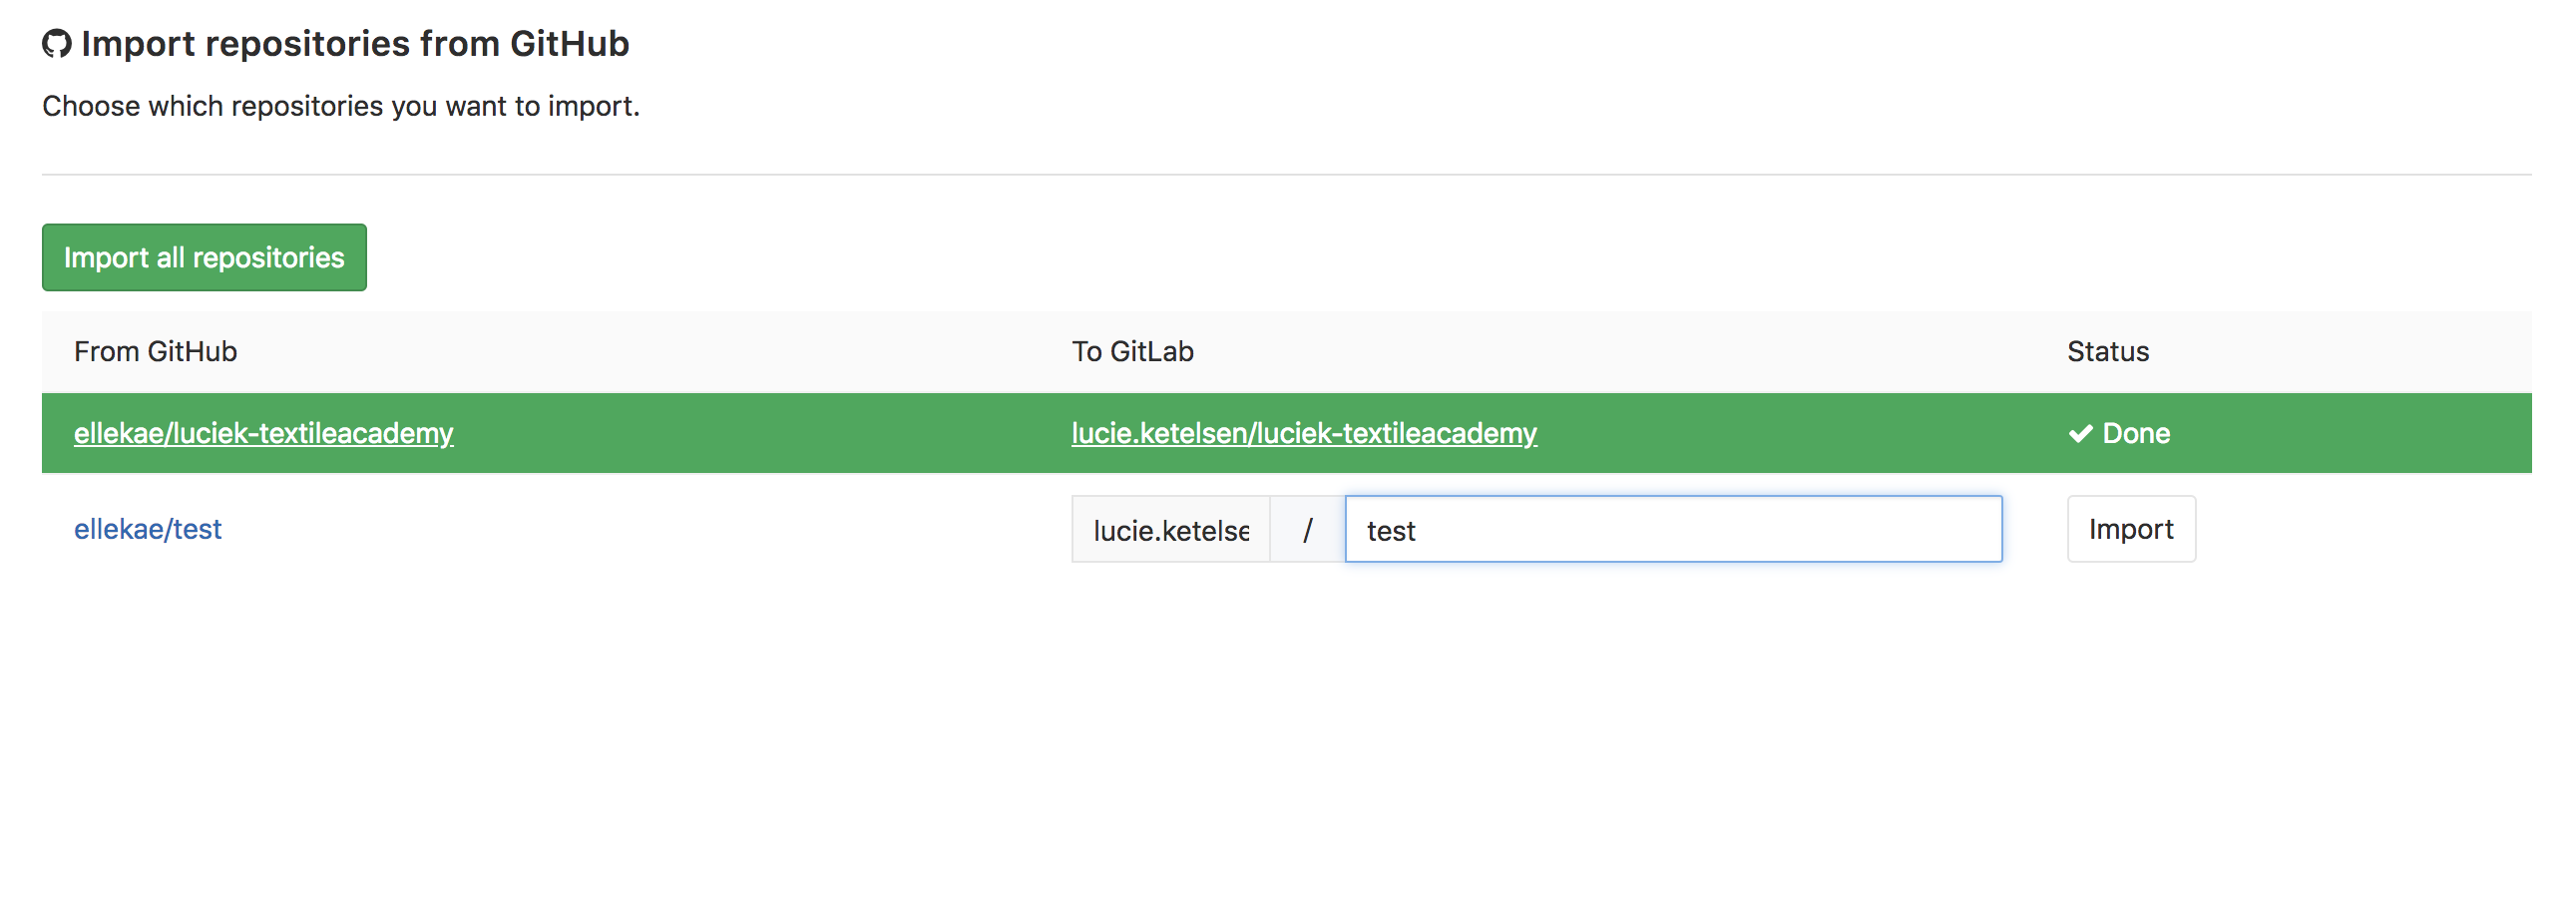 Import repositories from GitHub
Choose which repositories you want to import.
Import all repositories
From GitHub To GitLab Status
ellekae/luciek-textileacademy lucie.ketelsen/luciek-textileacademy Done
ellekae/test lucie.ketelse / test Import